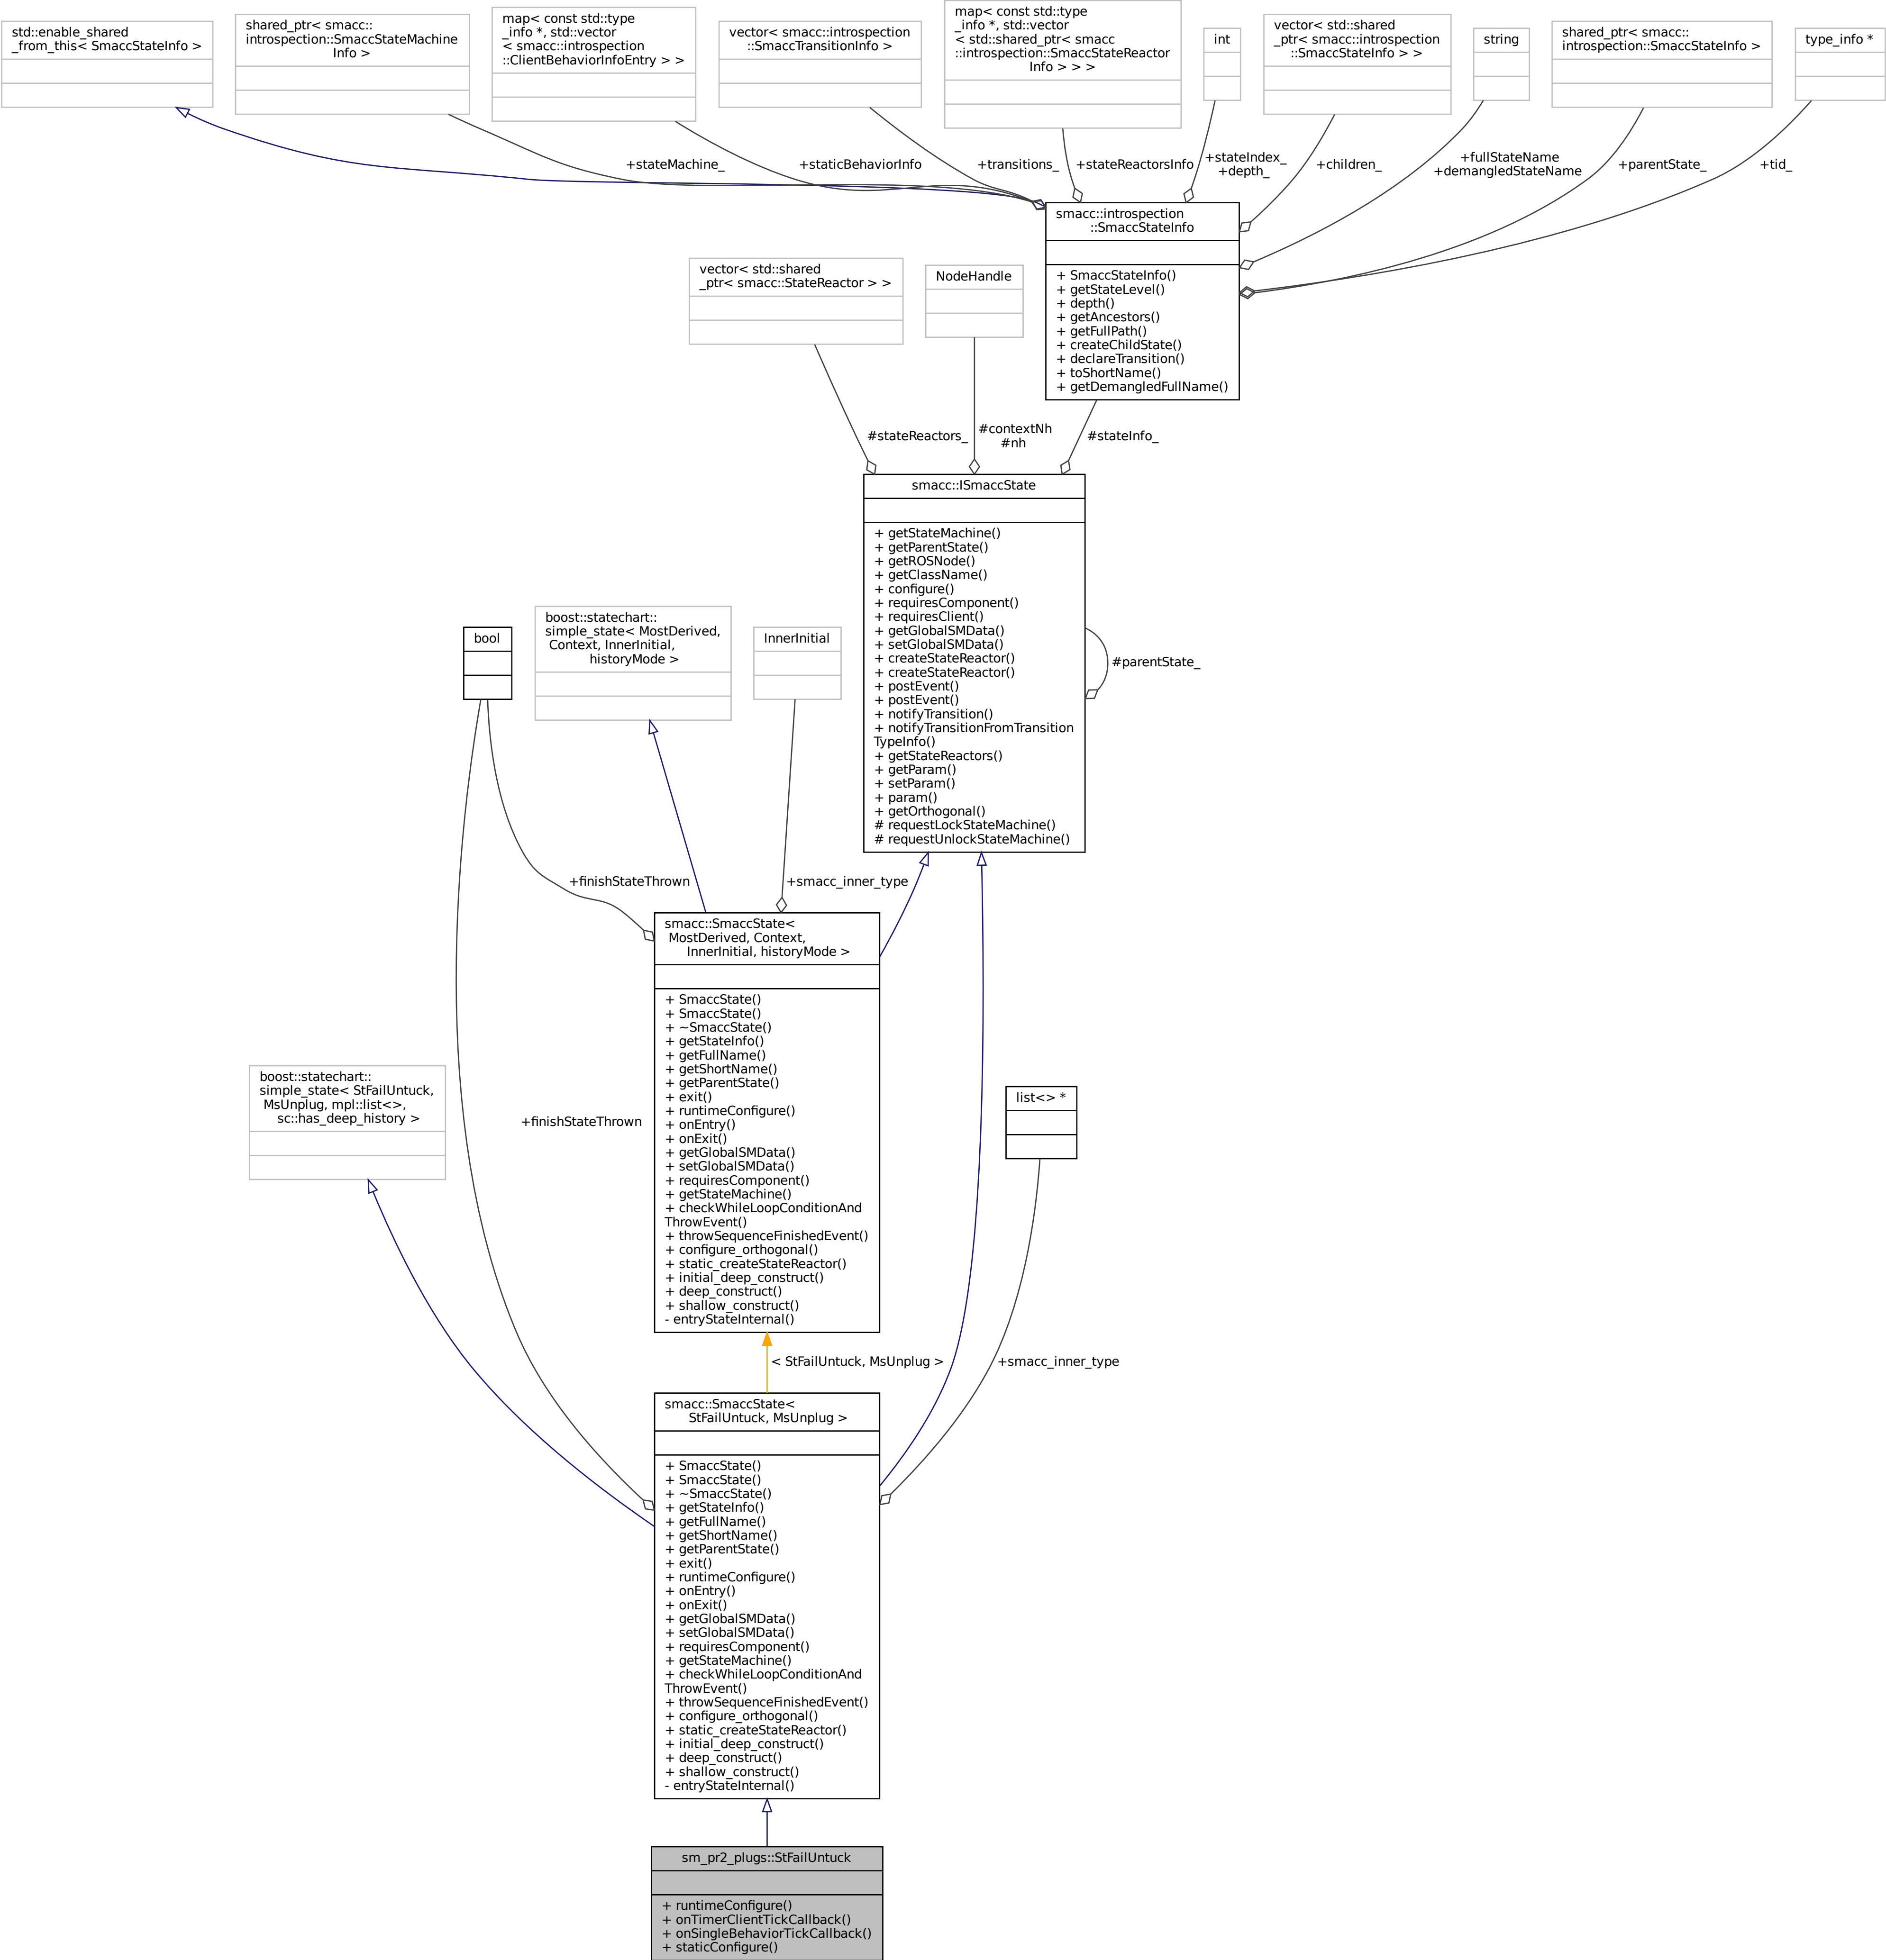 std::enable_shared
_from_this< SmaccStateInfo >
shared_ptr< smacc::
introspection::SmaccStateMachine
Info >
map< const std::type
_info *, std::vector
< smacc::introspection
::ClientBehaviorInfoEntry > >
vector< smacc::introspection
::SmaccTransitionInfo >
map< const std::type
_info *, std::vector
< std::shared_ptr< smacc
::introspection::SmaccStateReactor
Info > > >
int
vector< std::shared
_ptr< smacc::introspection
::SmaccStateInfo > >
string
shared_ptr< smacc::
introspection::SmaccStateInfo >
type_info *
+stateMachine_
+staticBehaviorInfo
+transitions_
+stateReactorsInfo
+stateIndex_
+depth_
+children_
+fullStateName
+demangledStateName
+parentState_
+tid_
smacc::introspection
::SmaccStateInfo
+ SmaccStateInfo()
+ getStateLevel()
+ depth()
+ getAncestors()
+ getFullPath()
+ createChildState()
+ declareTransition()
+ toShortName()
+ getDemangledFullName()
vector< std::shared
_ptr< smacc::StateReactor > >
NodeHandle
#stateReactors_
#contextNh
#nh
#stateInfo_
smacc::ISmaccState
+ getStateMachine()
+ getParentState()
+ getROSNode()
+ getClassName()
+ configure()
+ requiresComponent()
+ requiresClient()
+ getGlobalSMData()
+ setGlobalSMData()
+ createStateReactor()
+ createStateReactor()
+ postEvent()
+ postEvent()
+ notifyTransition()
+ notifyTransitionFromTransition
TypeInfo()
+ getStateReactors()
+ getParam()
+ setParam()
+ param()
+ getOrthogonal()
# requestLockStateMachine()
# requestUnlockStateMachine()
#parentState_
bool
boost::statechart::
simple_state< MostDerived,
Context, InnerInitial,
historyMode >
InnerInitial
+finishStateThrown
+smacc_inner_type
smacc::SmaccState<
MostDerived, Context,
InnerInitial, historyMode >
+ SmaccState()
+ SmaccState()
+ ~SmaccState()
+ getStateInfo()
+ getFullName()
+ getShortName()
+ getParentState()
+ exit()
+ runtimeConfigure()
+ onEntry()
+ onExit()
+ getGlobalSMData()
+ setGlobalSMData()
+ requiresComponent()
+ getStateMachine()
+ checkWhileLoopConditionAnd
ThrowEvent()
+ throwSequenceFinishedEvent()
+ configure_orthogonal()
+ static_createStateReactor()
+ initial_deep_construct()
+ deep_construct()
+ shallow_construct()
- entryStateInternal()
boost::statechart::
simple_state< StFailUntuck,
MsUnplug, mpl::list<>,
sc::has_deep_history >
+finishStateThrown
list<> *
< StFailUntuck, MsUnplug >
+smacc_inner_type
smacc::SmaccState<
StFailUntuck, MsUnplug >
+ SmaccState()
+ SmaccState()
+ ~SmaccState()
+ getStateInfo()
+ getFullName()
+ getShortName()
+ getParentState()
+ exit()
+ runtimeConfigure()
+ onEntry()
+ onExit()
+ getGlobalSMData()
+ setGlobalSMData()
+ requiresComponent()
+ getStateMachine()
+ checkWhileLoopConditionAnd
ThrowEvent()
+ throwSequenceFinishedEvent()
+ configure_orthogonal()
+ static_createStateReactor()
+ initial_deep_construct()
+ deep_construct()
+ shallow_construct()
- entryStateInternal()
sm_pr2_plugs::StFailUntuck
+ runtimeConfigure()
+ onTimerClientTickCallback()
+ onSingleBehaviorTickCallback()
+ staticConfigure()